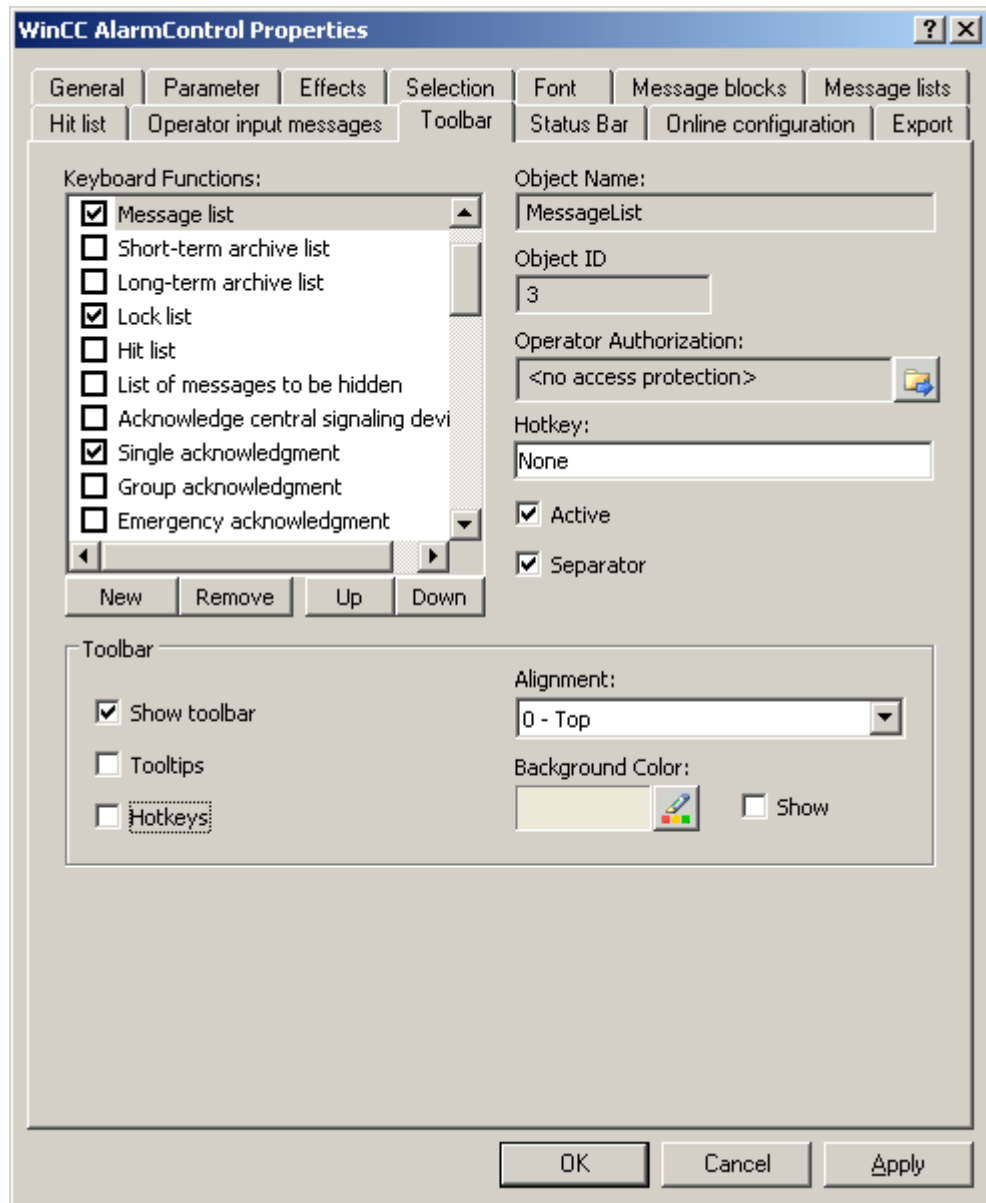 WinCC AlarmControl Properties
General Parameter Effects Selection Font Message blocks Message lists
Hit list Operator input messages Toolbar Status Bar Online configuration Export
Keyboard Functions:
Message list
Short-term archive list
Long-term archive list
Lock list
Hit list
List of messages to be hidden
Acknowledge central signaling devi
Single acknowledgment
Group acknowledgment
Emergency acknowledgment
New Remove Up Down
Object Name:
MessageList
Object ID
3
Operator Authorization:
<no access protection>
Hotkey:
None
Active
Separator
Toolbar
Show toolbar
Tooltips
Hotkeys
Alignment:
0 - Top
Background Color:
Show
OK Cancel Apply